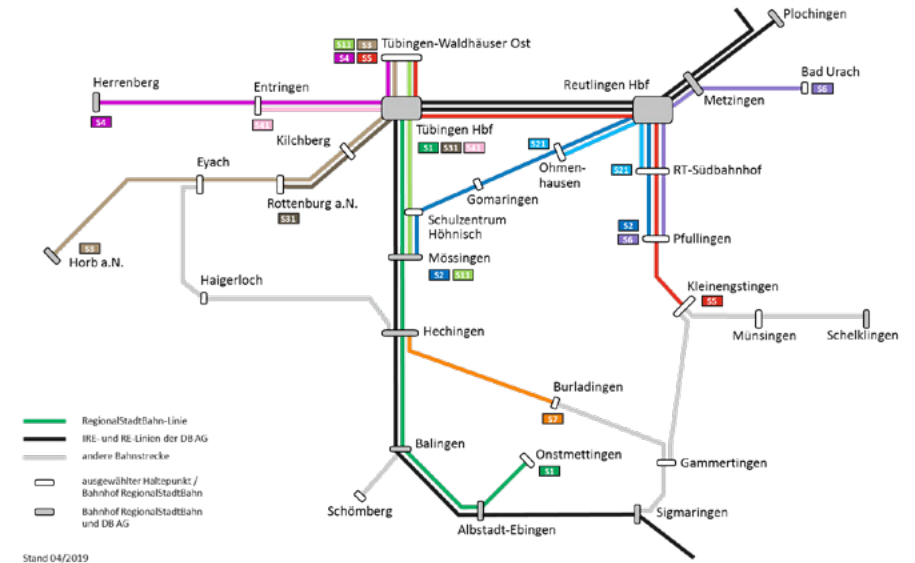 Plochingen
S11 S3
S4 S5
Tübingen-Waldhäuser Ost
Herrenberg
S4
Entringen
S41
Reutlingen Hbf
Bad Urach
S6
Metzingen
Kilchberg
Tübingen Hbf
S1 S31 S41
S21
Ohmen-
hausen
Eyach
S21
RT-Südbahnhof
Gomaringen
Rottenburg a.N.
S31
Schulzentrum
Höhnisch
S2
S6
Pfullingen
S3
Horb a.N.
Mössingen
S2 S11
Haigerloch
Kleinengstingen
S5
Münsingen
Schelklingen
Hechingen
Burladingen
S7
RegionalStadtBahn-Linie
IRE- und RE-Linien der DB AG
andere Bahnstrecke
ausgewählter Haltepunkt /
Bahnhof RegionalStadtBahn
Bahnhof RegionalStadtBahn
und DB AG
Balingen
Onstmettingen
S1
Gammertingen
Schömberg
Albstadt-Ebingen
Sigmaringen
Stand 04/2019